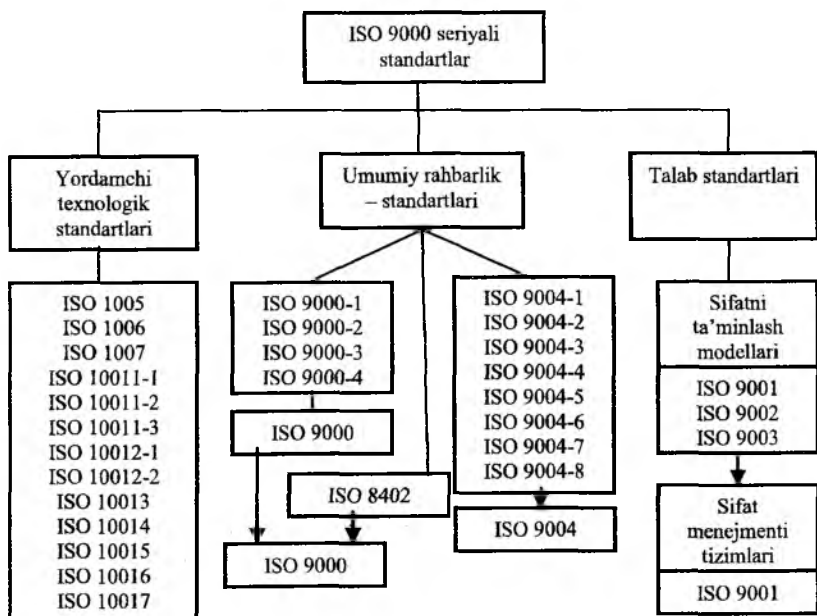 ISO 9000 seriyali
standartlar
Yordamchi
texnologik
standartlari
ISO 1005
ISO 1006
ISO 1007
ISO 10011-1
ISO 10011-2
ISO 10011-3
ISO 10012-1
ISO 10012-2
ISO 10013
ISO 10014
ISO 10015
ISO 10016
ISO 10017
Umumiy rahbarlik
– standartlari
ISO 9000-1
ISO 9000-2
ISO 9000-3
ISO 9000-4
ISO 9000
ISO 8402
ISO 9000
ISO 9004-1
ISO 9004-2
ISO 9004-3
ISO 9004-4
ISO 9004-5
ISO 9004-6
ISO 9004-7
ISO 9004-8
ISO 9004
Talab standartlari
Sifatni
ta’minlash
modellari
ISO 9001
ISO 9002
ISO 9003
Sifat
menejmenti
tizimlari
ISO 9001